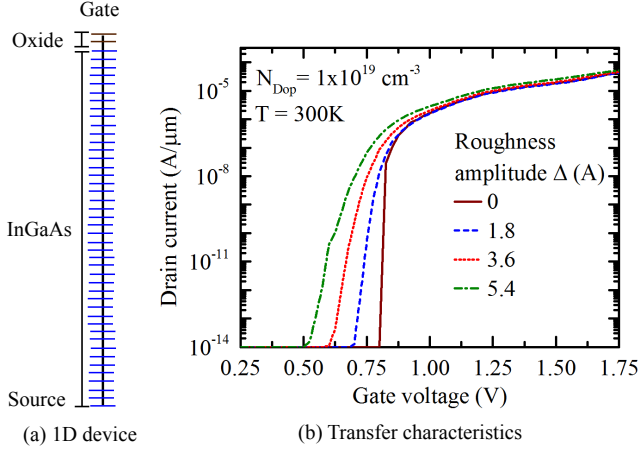 Gate
Oxide
InGaAs
Source
(a) 1D device
N_Dop = 1x10^19 cm^-3
T = 300K
Roughness
amplitude Δ (A)
0
1.8
3.6
5.4
Drain current (A/μm)
10^-5
10^-8
10^-11
10^-14
0.25 0.50 0.75 1.00 1.25 1.50 1.75
Gate voltage (V)
(b) Transfer characteristics